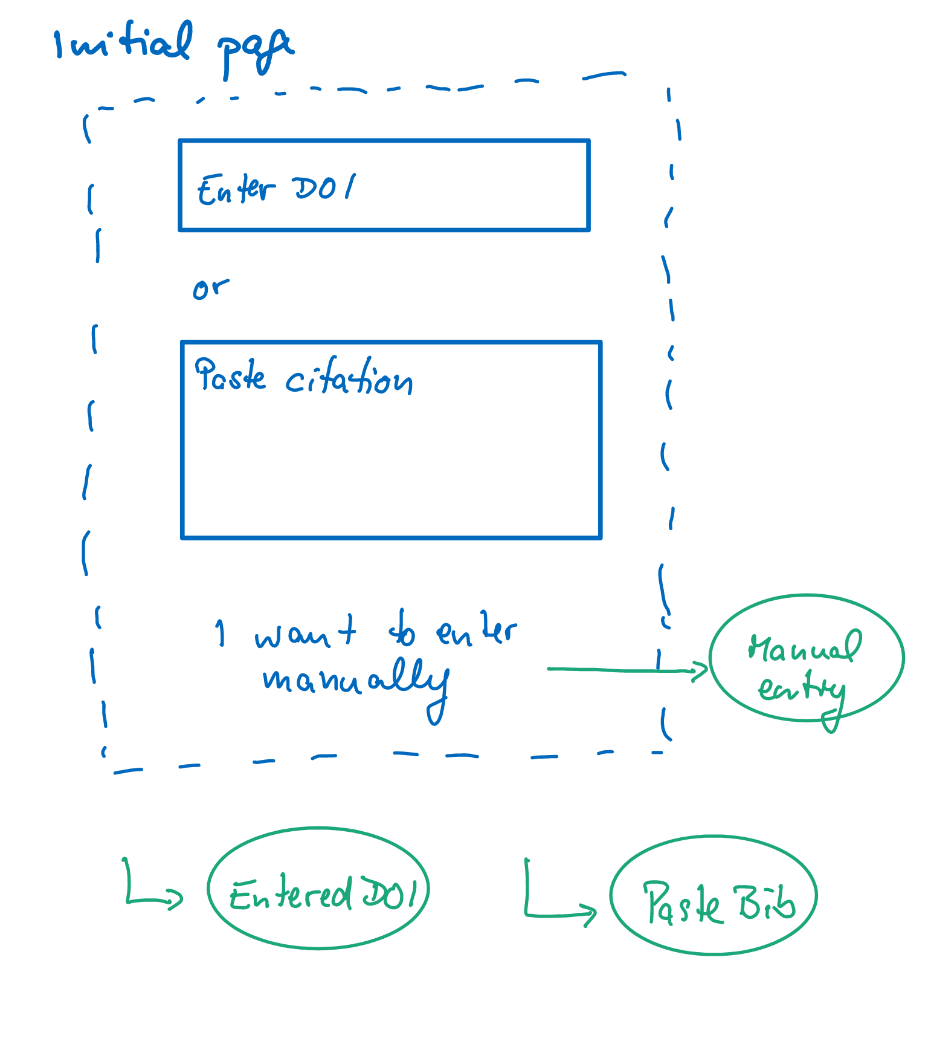 Initial page
Enter DOI
or
Paste citation
I want to enter
manually
Manual
entry
Entered DOI
Paste Bib